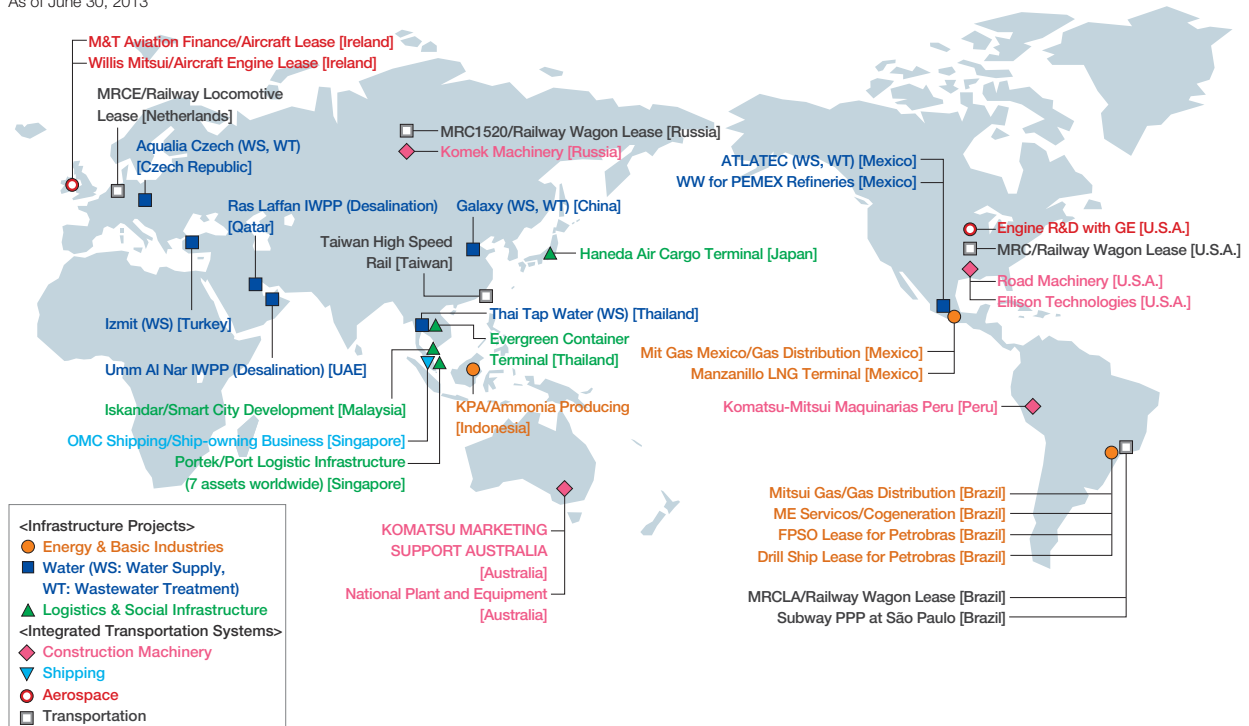 As of June 30, 2013
M&T Aviation Finance/Aircraft Lease [Ireland]
Willis Mitsui/Aircraft Engine Lease [Ireland]
MRCE/Railway Locomotive
Lease [Netherlands]
Aqualia Czech (WS, WT)
[Czech Republic]
MRC1520/Railway Wagon Lease [Russia]
Komek Machinery [Russia]
Ras Laffan IWPP (Desalination)
[Qatar]
Galaxy (WS, WT) [China]
Taiwan High Speed
Rail [Taiwan]
Haneda Air Cargo Terminal [Japan]
Izmit (WS) [Turkey]
Umm Al Nar IWPP (Desalination) [UAE]
Thai Tap Water (WS) [Thailand]
Evergreen Container
Terminal [Thailand]
Iskandar/Smart City Development [Malaysia]
OMC Shipping/Ship-owning Business [Singapore]
Portek/Port Logistic Infrastructure
(7 assets worldwide) [Singapore]
KPA/Ammonia Producing
[Indonesia]
KOMATSU MARKETING
SUPPORT AUSTRALIA
[Australia]
National Plant and Equipment
[Australia]
ATLATEC (WS, WT) [Mexico]
WW for PEMEX Refineries [Mexico]
Engine R&D with GE [U.S.A.]
MRC/Railway Wagon Lease [U.S.A.]
Road Machinery [U.S.A.]
Ellison Technologies [U.S.A.]
Mit Gas Mexico/Gas Distribution [Mexico]
Manzanillo LNG Terminal [Mexico]
Komatsu-Mitsui Maquinarias Peru [Peru]
Mitsui Gas/Gas Distribution [Brazil]
ME Servicos/Cogeneration [Brazil]
FPSO Lease for Petrobras [Brazil]
Drill Ship Lease for Petrobras [Brazil]
MRCLA/Railway Wagon Lease [Brazil]
Subway PPP at São Paulo [Brazil]
<Infrastructure Projects>
Energy & Basic Industries
Water (WS: Water Supply,
WT: Wastewater Treatment)
Logistics & Social Infrastructure
<Integrated Transportation Systems>
Construction Machinery
Shipping
Aerospace
Transportation